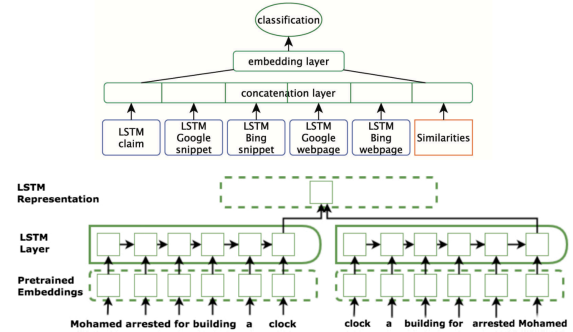 classification
embedding layer
concatenation layer
LSTM claim
LSTM Google snippet
LSTM Bing snippet
LSTM Google webpage
LSTM Bing webpage
Similarities
LSTM
Representation
LSTM
Layer
Pretrained
Embeddings
Mohamed arrested for building a clock
clock a building for arrested Mohamed